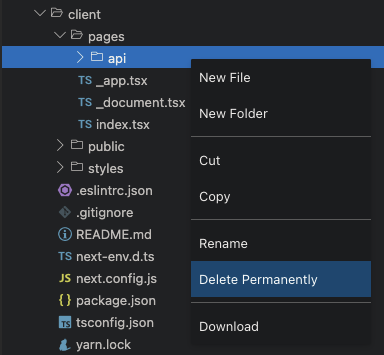 client
pages
api
TS _app.tsx
TS _document.tsx
TS index.tsx
public
styles
.eslintrc.json
.gitignore
README.md
TS next-env.d.ts
JS next.config.js
{ } package.json
TS tsconfig.json
yarn.lock
New File
New Folder
Cut
Copy
Rename
Delete Permanently
Download